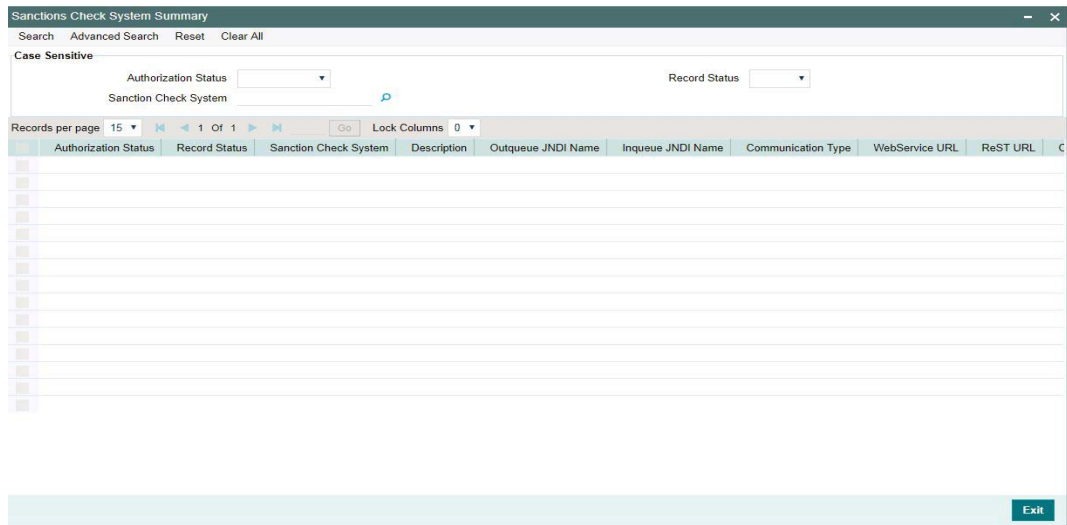 Sanctions Check System Summary
Search Advanced Search Reset Clear All
Case Sensitive
Authorization Status Record Status
Sanction Check System
Records per page 15 1 Of 1 Go Lock Columns 0
Authorization Status Record Status Sanction Check System Description Outqueue JNDI Name Inqueue JNDI Name Communication Type WebService URL ReST URL
Exit